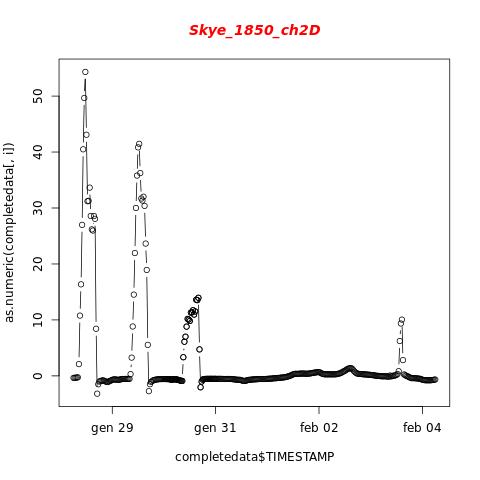 Skye_1850_ch2D
as.numeric(completedata[, i])
50
40
30
20
10
0
gen 29 gen 31 feb 02 feb 04
completedata$TIMESTAMP